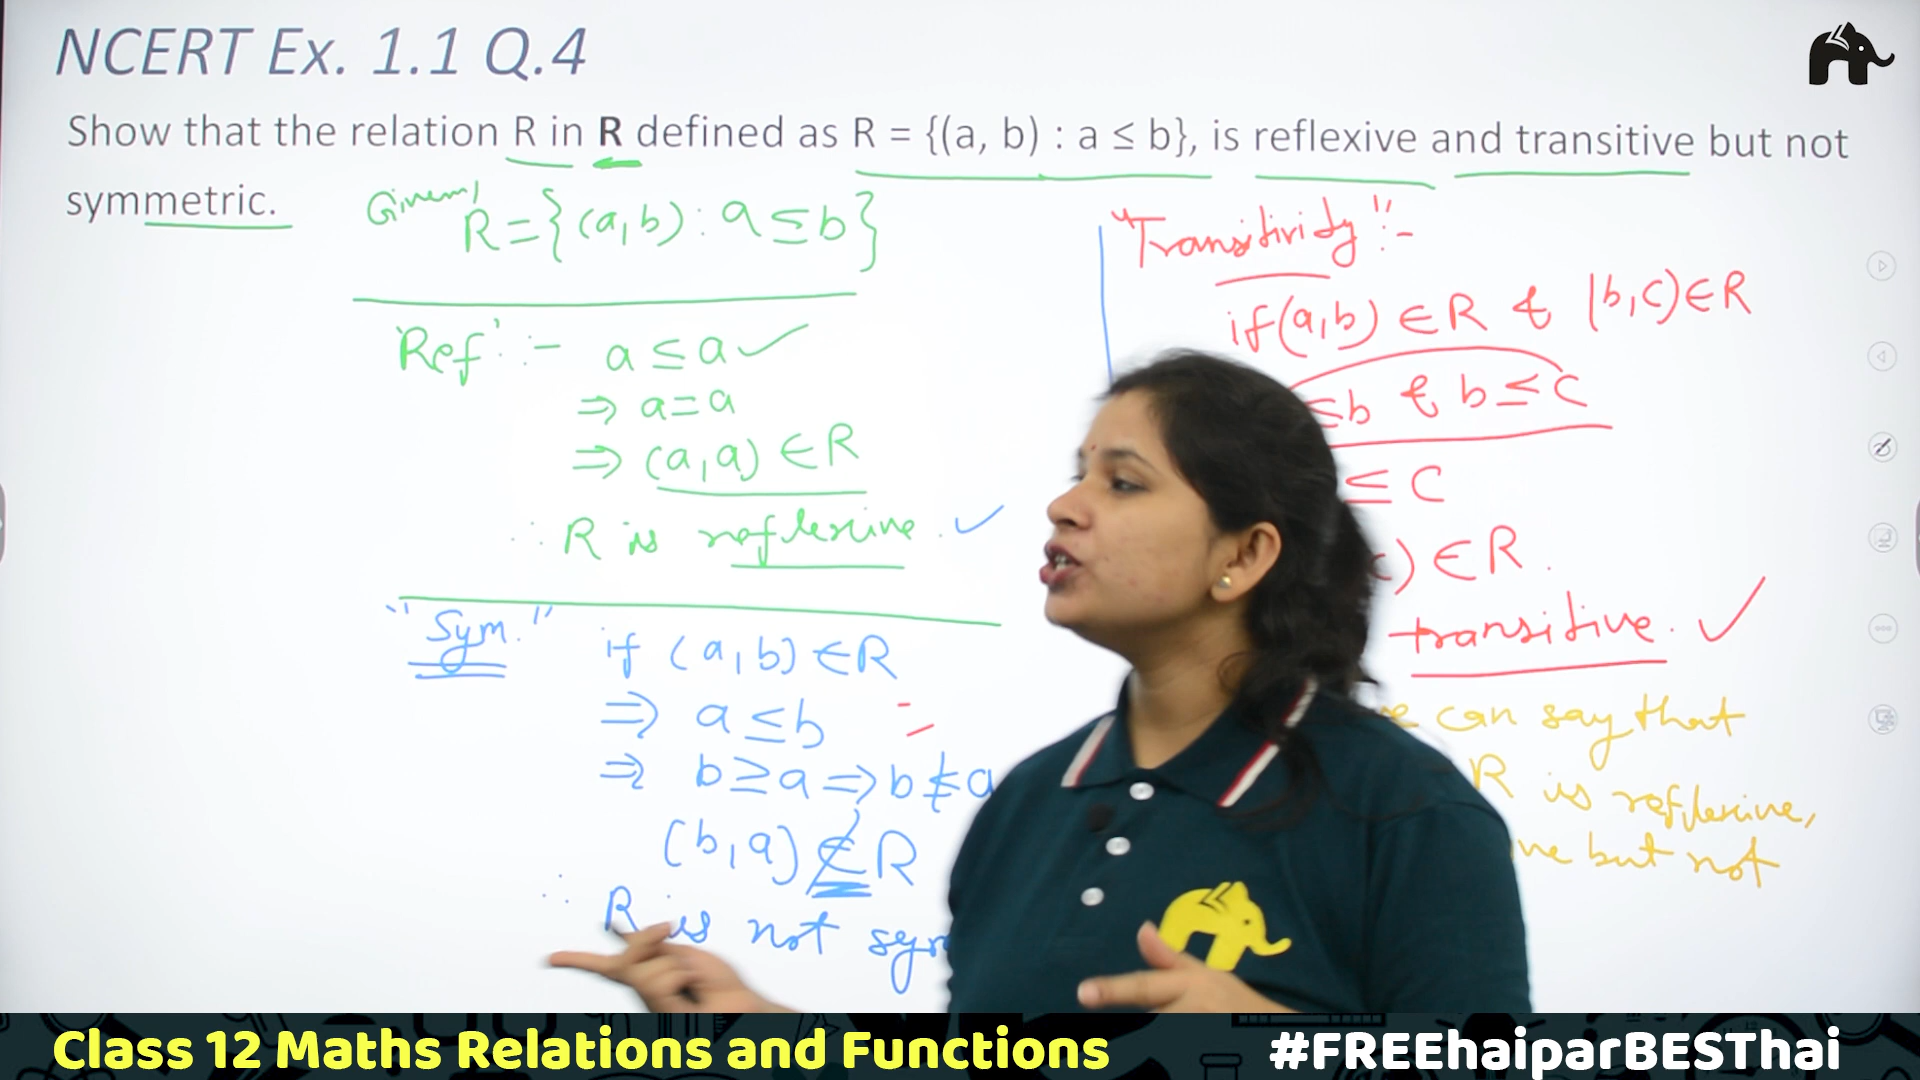 NCERT Ex. 1.1 Q.4
Show that the relation R in R defined as R = {(a, b) : a ≤ b}, is reflexive and transitive but not
symmetric.
Given,
R = {(a,b) : a ≤ b}
'Ref' :- a ≤ a ✓
⇒ a = a
⇒ (a,a) ∈ R
∴ R is reflexive. ✓
"Sym."
if (a,b) ∈ R
⇒ a ≤ b
⇒ b ≥ a ⇒ b ≰ a
(b,a) ∉ R
∴ R is not sym
"Transitivity" :-
if (a,b) ∈ R & (b,c) ∈ R
≤ b & b ≤ c
≤ c
) ∈ R.
transitive. ✓
can say that
R is reflexive,
but not
Class 12 Maths Relations and Functions
#FREEhaiparBESThai